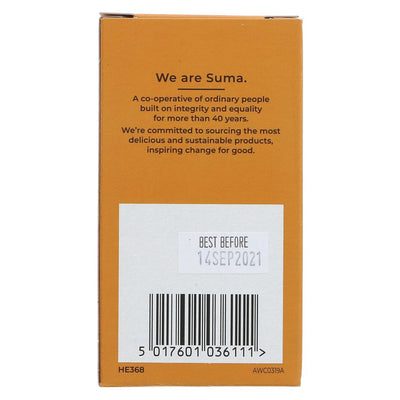 We are Suma.
A co-operative of ordinary people
built on integrity and equality
for more than 40 years.
We're committed to sourcing the most
delicious and sustainable products,
inspiring change for good.
BEST BEFORE
14SEP2021
5 017601 036111 >
HE368
AWC0319A